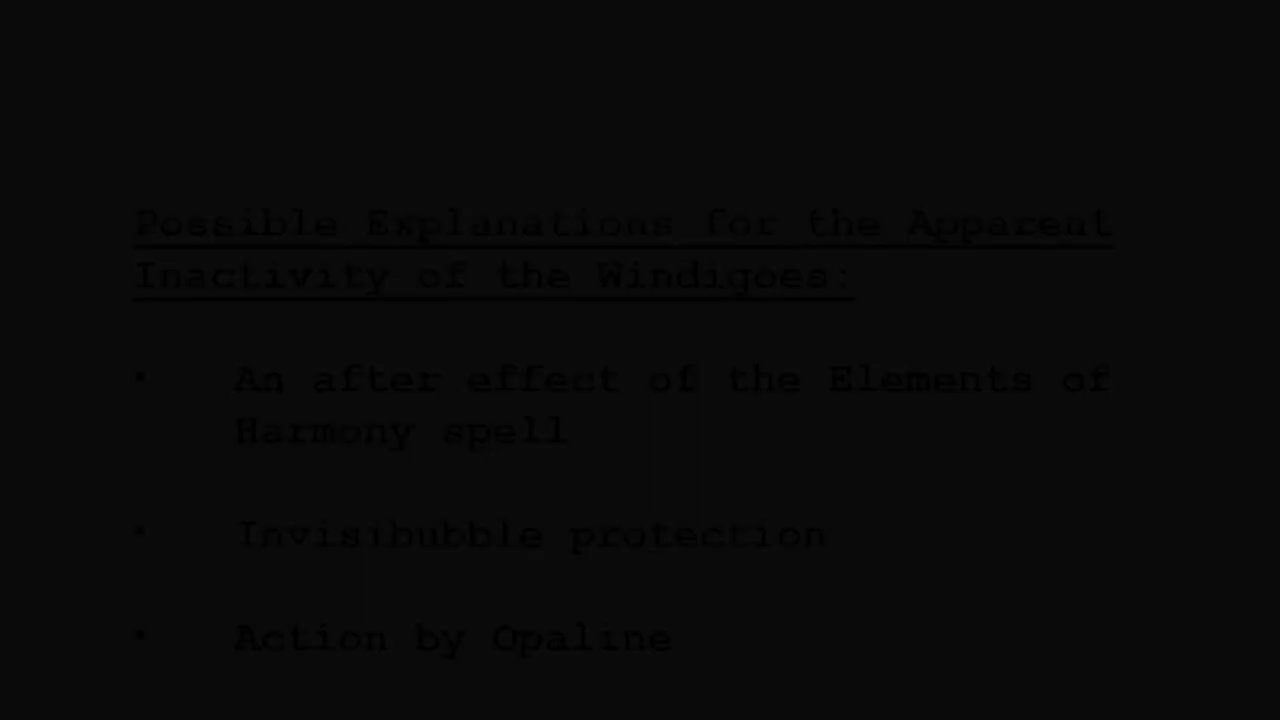 Possible Explanations for the Apparent
Inactivity of the Windigoes:
• An after effect of the Elements of
Harmony spell
• Invisibubble protection
• Action by Opaline